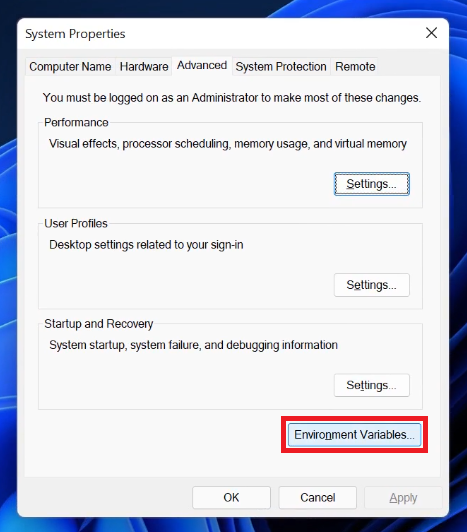 System Properties
Computer Name Hardware Advanced System Protection Remote
You must be logged on as an Administrator to make most of these changes.
Performance
Visual effects, processor scheduling, memory usage, and virtual memory
Settings...
User Profiles
Desktop settings related to your sign-in
Settings...
Startup and Recovery
System startup, system failure, and debugging information
Settings...
Environment Variables...
OK Cancel Apply